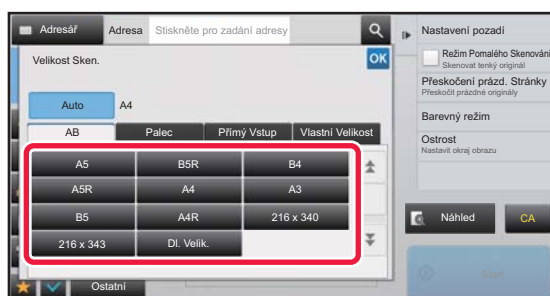 Adresář
Adresa
Stiskněte pro zadání adresy
Nastavení pozadí
Velikost Sken.
OK
Režim Pomalého Skenování
Skenovat tenký originál
Přeskočení prázd. Stránky
Přeskočit prázdné originály
Auto
A4
Barevný režim
AB
Palec
Přímý Vstup
Vlastní Velikost
Ostrost
Nastavit okraj obrazu
A5
B5R
B4
A5R
A4
A3
B5
A4R
216 x 340
Náhled
CA
216 x 343
Dl. Velik.
Ostatní
Start